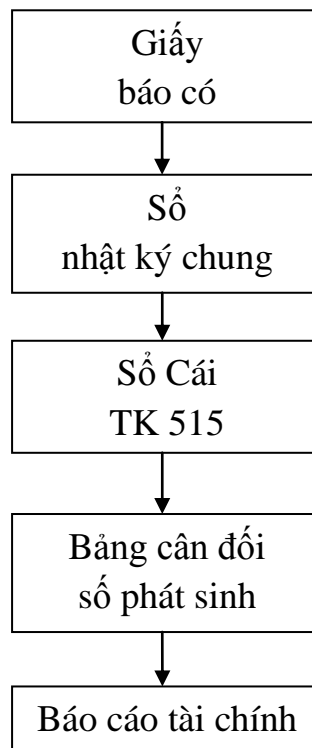 Giấy
báo có
Sổ
nhật ký chung
Sổ Cái
TK 515
Bảng cân đối
số phát sinh
Báo cáo tài chính